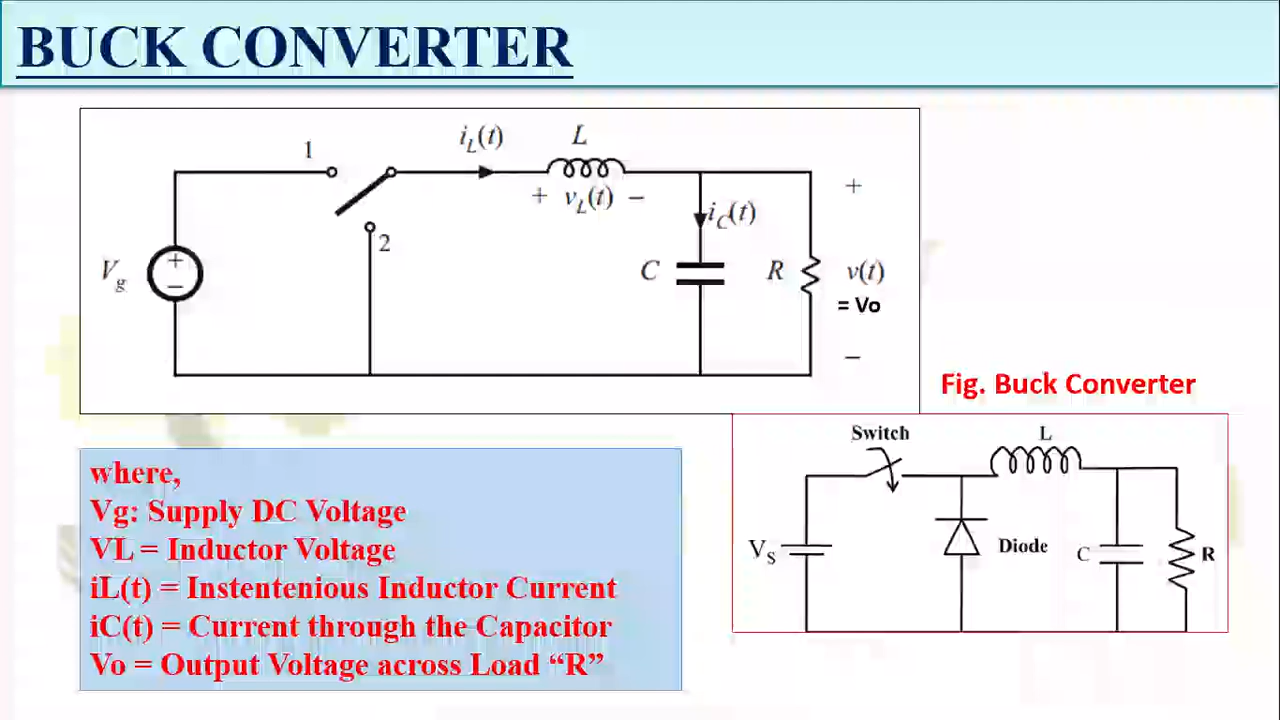 BUCK CONVERTER
1
iL(t)
L
+ vL(t) −
iC(t)
+
2
Vg
+
−
C
R
v(t)
= Vo
−
Fig. Buck Converter
Switch
L
VS
Diode
C
R
where,
Vg: Supply DC Voltage
VL = Inductor Voltage
iL(t) = Instentenious Inductor Current
iC(t) = Current through the Capacitor
Vo = Output Voltage across Load “R”